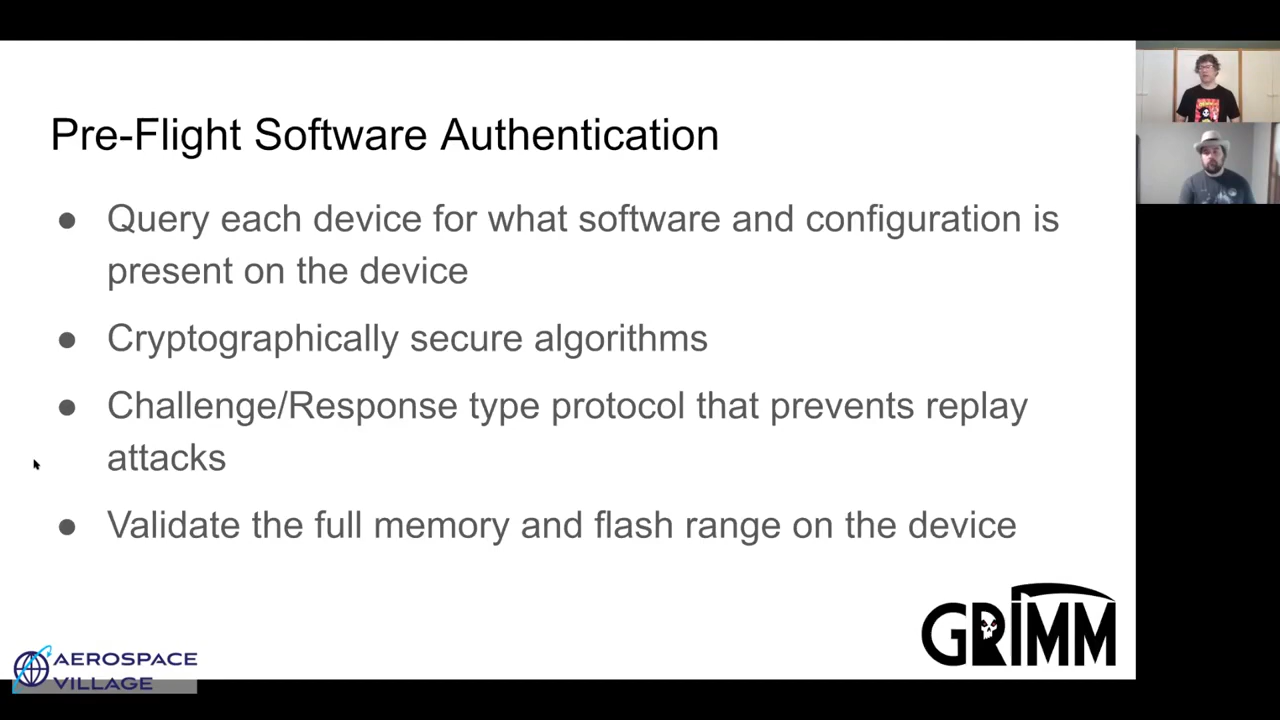 Pre-Flight Software Authentication
● Query each device for what software and configuration is
present on the device
● Cryptographically secure algorithms
● Challenge/Response type protocol that prevents replay
attacks
● Validate the full memory and flash range on the device
GRIMM
AEROSPACE
VILLAGE